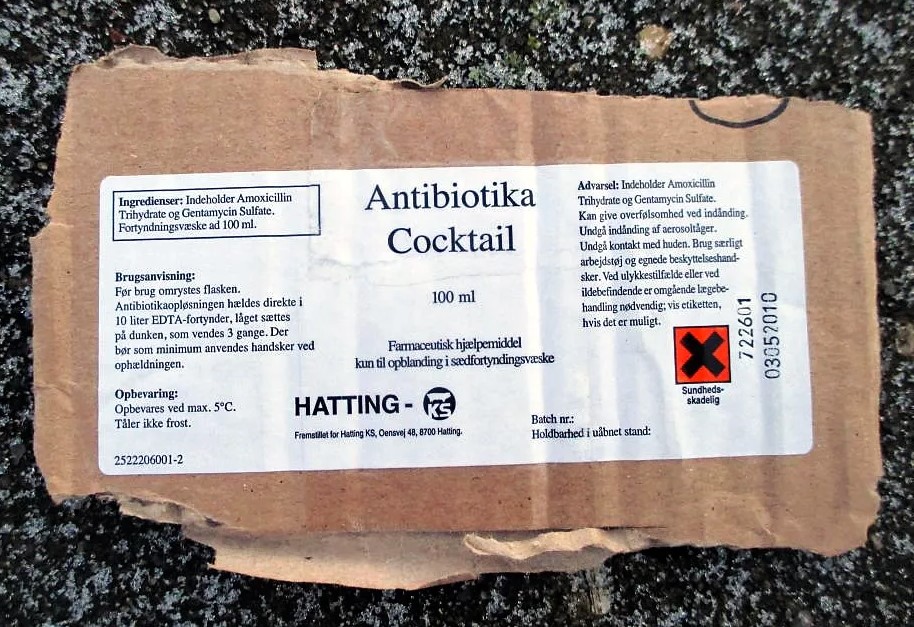 Ingredienser: Indeholder Amoxicillin
Trihydrate og Gentamycin Sulfate.
Fortyndningsvæske ad 100 ml.
Brugsanvisning:
Før brug omrystes flasken.
Antibiotikaopløsningen hældes direkte i
10 liter EDTA-fortynder, låget sættes
på dunken, som vendes 3 gange. Der
bør som minimum anvendes handsker ved
ophældningen.
Opbevaring:
Opbevares ved max. 5°C.
Tåler ikke frost.
2522206001-2
Antibiotika
Cocktail
100 ml
Farmaceutisk hjælpemiddel
kun til opblanding i sædfortyndingsvæske
HATTING - KS
Fremstillet for Hatting KS, Oensvej 48, 8700 Hatting.
Advarsel: Indeholder Amoxicillin
Trihydrate og Gentamycin Sulfate.
Kan give overfølsomhed ved indånding.
Undgå indånding af aerosoltåger.
Undgå kontakt med huden. Brug særligt
arbejdstøj og egnede beskyttelseshand-
sker. Ved ulykkestilfælde eller ved
ildebefindende er omgående lægebe-
handling nødvendig; vis etiketten,
hvis det er muligt.
Sundheds-
skadelig
Batch nr.:
Holdbarhed i uåbnet stand:
722601
03052010